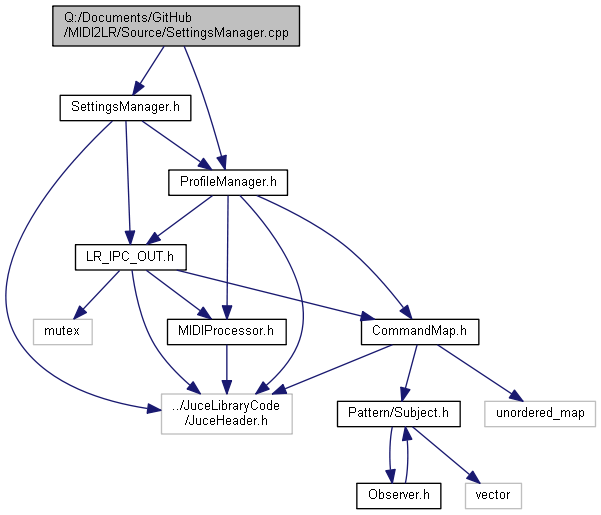 Q:/Documents/GitHub
/MIDI2LR/Source/SettingsManager.cpp
SettingsManager.h
ProfileManager.h
LR_IPC_OUT.h
mutex
MIDIProcessor.h
CommandMap.h
../JuceLibraryCode
/JuceHeader.h
Pattern/Subject.h
unordered_map
Observer.h
vector